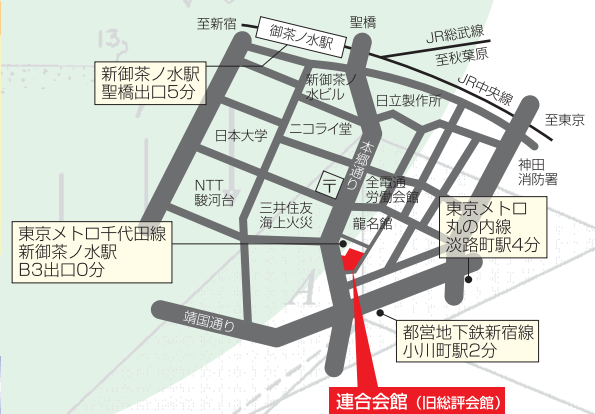 至新宿
聖橋
御茶ノ水駅
JR総武線
至秋葉原
新御茶ノ水駅
聖橋出口5分
新御茶ノ
水ビル
日立製作所
JR中央線
至東京
日本大学
ニコライ堂
本郷通り
神田
消防署
〒
全電通
労働会館
NTT
駿河台
三井住友
海上火災
龍名館
東京メトロ
丸の内線
淡路町駅4分
東京メトロ千代田線
新御茶ノ水駅
B3出口0分
靖国通り
都営地下鉄新宿線
小川町駅2分
連合会館（旧総評会館）
13
A